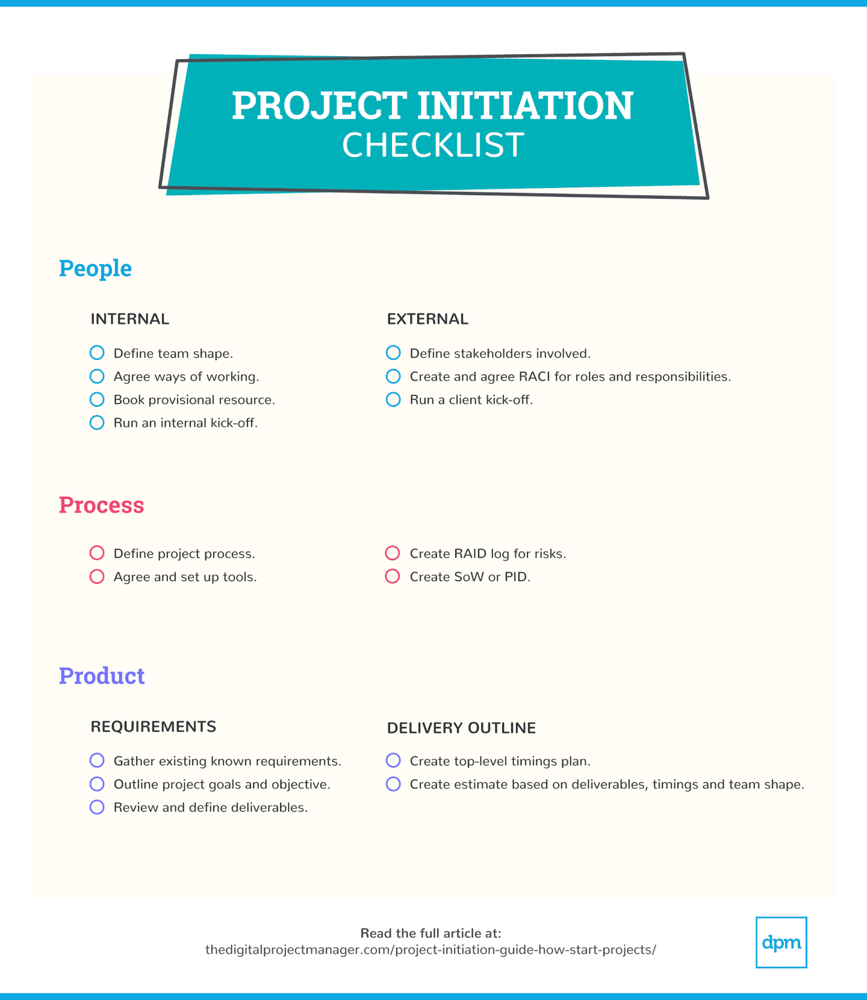 PROJECT INITIATION
CHECKLIST
People
INTERNAL
Define team shape.
Agree ways of working.
Book provisional resource.
Run an internal kick-off.
EXTERNAL
Define stakeholders involved.
Create and agree RACI for roles and responsibilities.
Run a client kick-off.
Process
Define project process.
Agree and set up tools.
Create RAID log for risks.
Create SoW or PID.
Product
REQUIREMENTS
Gather existing known requirements.
Outline project goals and objective.
Review and define deliverables.
DELIVERY OUTLINE
Create top-level timings plan.
Create estimate based on deliverables, timings and team shape.
Read the full article at:
thedigitalprojectmanager.com/project-initiation-guide-how-start-projects/
dpm